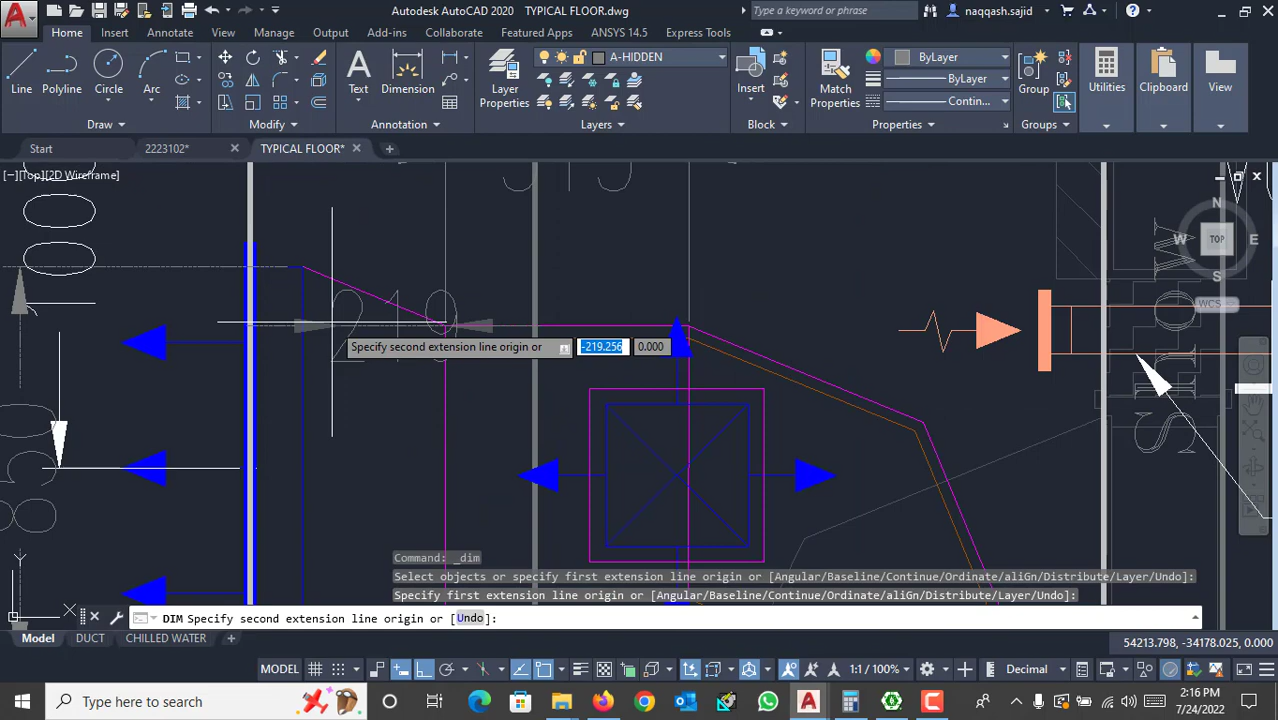 Autodesk AutoCAD 2020 TYPICAL FLOOR.dwg
Type a keyword or phrase
naqqash.sajid
Home Insert Annotate View Manage Output Add-ins Collaborate Featured Apps ANSYS 14.5 Express Tools
A-HIDDEN
ByLayer
ByLayer
Contin...
Line Polyline Circle Arc
Text Dimension
Layer Properties
Insert
Match Properties
Group
Utilities
Clipboard
View
Draw Modify Annotation Layers Block Properties Groups
Start 2223102* TYPICAL FLOOR*
[−][Top][2D Wireframe]
N
W TOP E
S
WCS
219
Specify second extension line origin or -219.256 0.000
Y
Command: _dim
Select objects or specify first extension line origin or [Angular/Baseline/Continue/Ordinate/aliGn/Distribute/Layer/Undo]:
Specify first extension line origin or [Angular/Baseline/Continue/Ordinate/aliGn/Distribute/Layer/Undo]:
DIM Specify second extension line origin or [Undo]:
Model DUCT CHILLED WATER
54213.798, -34178.025, 0.000
MODEL 1:1 / 100% Decimal
Type here to search
2:16 PM
7/24/2022